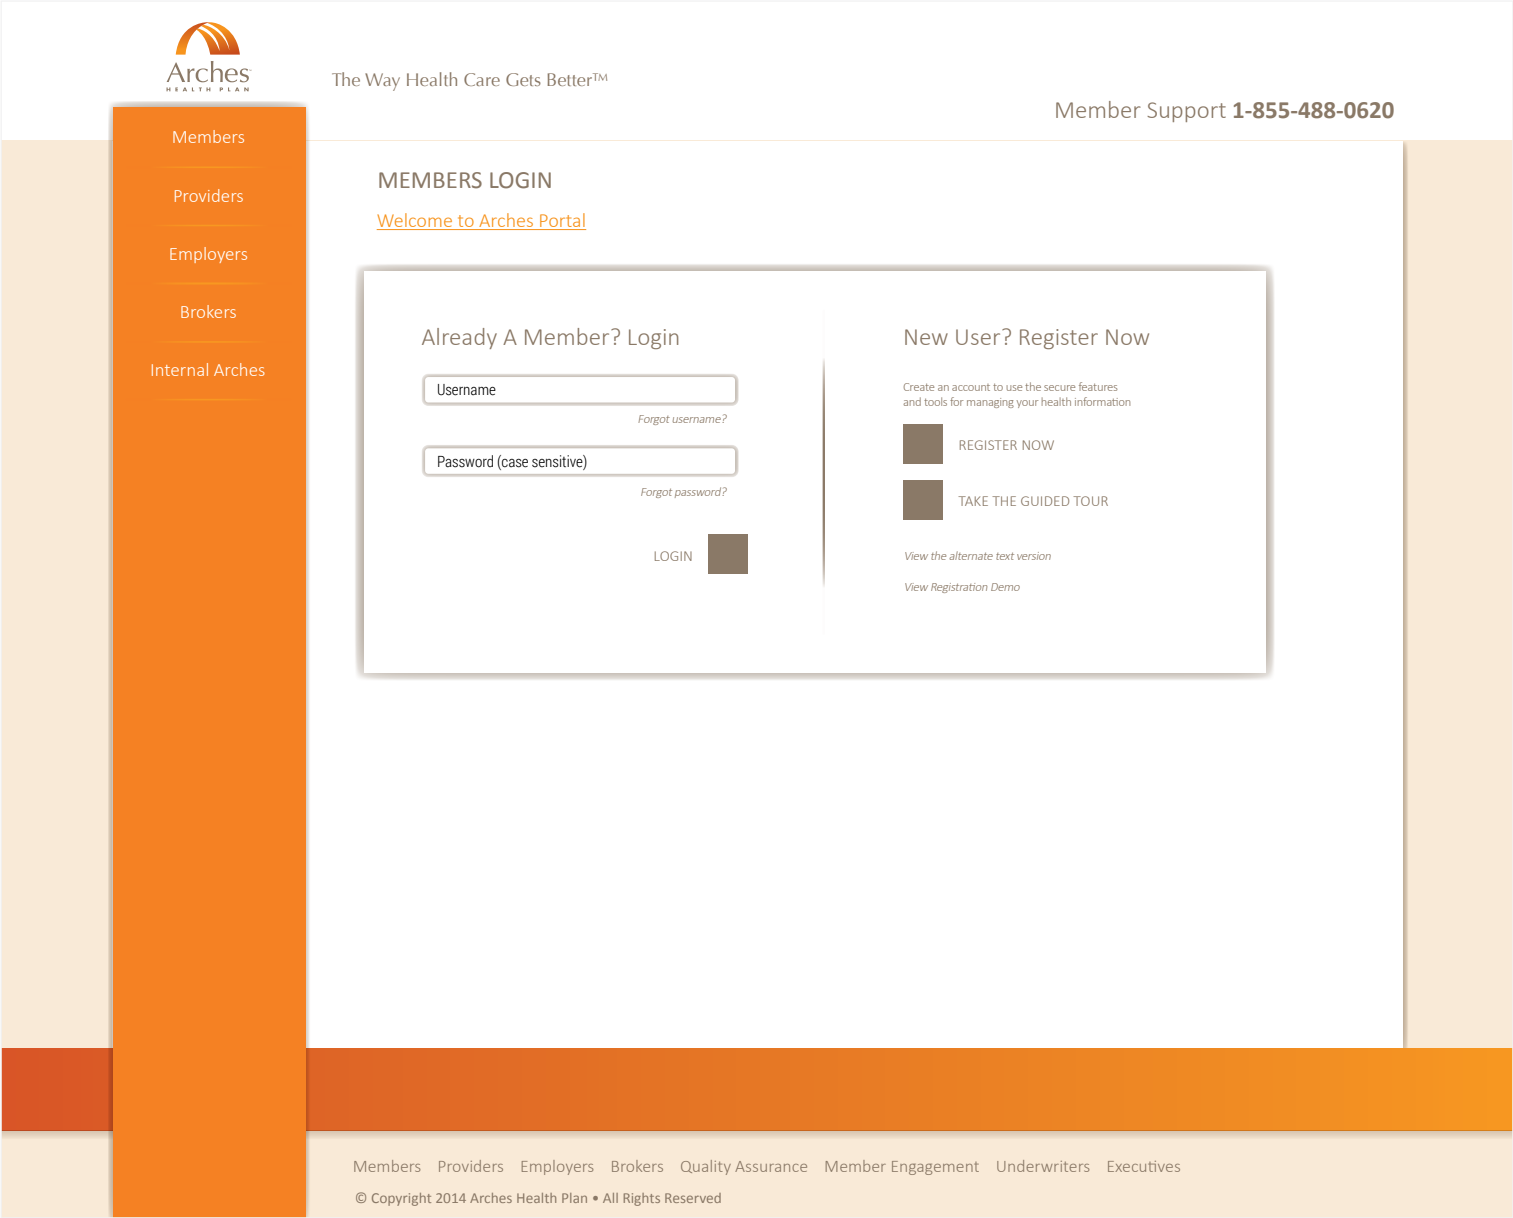 Arches
HEALTH PLAN
The Way Health Care Gets Better™
Member Support 1-855-488-0620
Members
Providers
Employers
Brokers
Internal Arches
MEMBERS LOGIN
Welcome to Arches Portal
Already A Member? Login
Username
Forgot username?
Password (case sensitive)
Forgot password?
LOGIN
New User? Register Now
Create an account to use the secure features
and tools for managing your health information
REGISTER NOW
TAKE THE GUIDED TOUR
View the alternate text version
View Registration Demo
Members Providers Employers Brokers Quality Assurance Member Engagement Underwriters Executives
© Copyright 2014 Arches Health Plan • All Rights Reserved